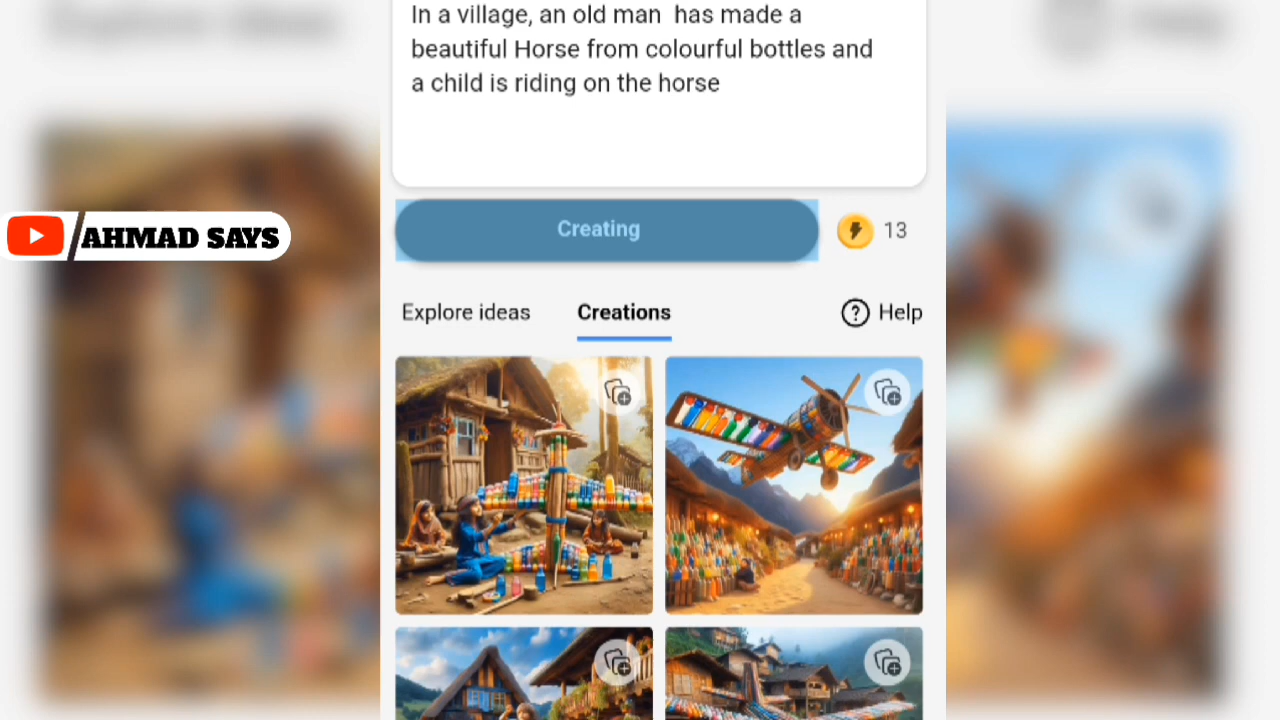 In a village, an old man  has made a
beautiful Horse from colourful bottles and
a child is riding on the horse
AHMAD SAYS
Creating
13
Explore ideas
Creations
Help